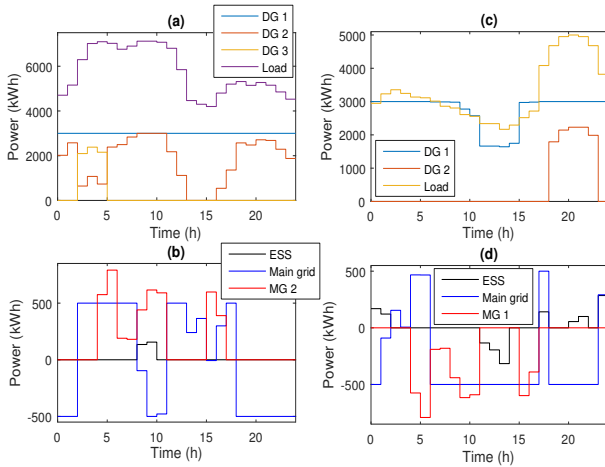 (a)
DG 1
DG 2
DG 3
Load
Power (kWh)
6000
4000
2000
0
0 5 10 15 20
Time (h)
(c)
5000
4000
3000
2000
1000
0
Power (kWh)
DG 1
DG 2
Load
0 5 10 15 20
Time (h)
(b)
ESS
Main grid
MG 2
Power (kWh)
500
0
-500
0 5 10 15 20
Time (h)
(d)
ESS
Main grid
MG 1
Power (kWh)
500
0
-500
0 5 10 15 20
Time (h)